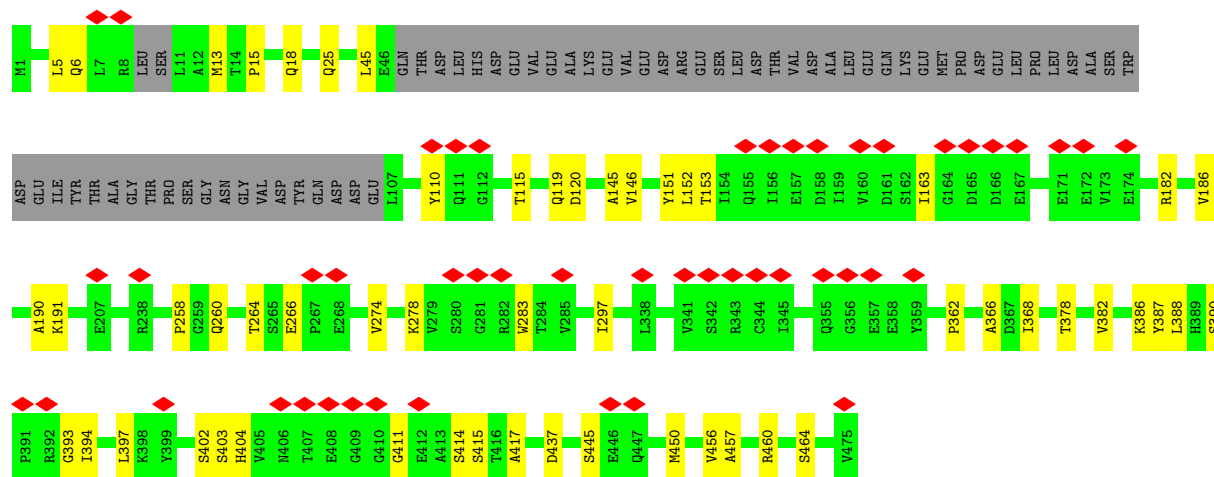 M1 L5 Q6 L7 R8 LEU SER L11 A12 M13 T14 P15 Q18 Q25 L45 E46 GLN THR ASP LEU HIS ASP GLU VAL GLU ALA LYS GLU VAL GLU ASP ARG GLU SER LEU ASP THR VAL ASP ALA LEU GLU GLN LYS GLU MET PRO ASP GLU LEU PRO LEU ASP ALA SER TRP
ASP GLU ILE TYR THR ALA GLY THR PRO SER GLY ASN GLY VAL ASP TYR GLN ASP ASP GLU L107 Y110 Q111 G112 T115 Q119 D120 A145 V146 Y151 L152 T153 I154 Q155 I156 E157 D158 I159 V160 D161 S162 I163 G164 D165 D166 E167 E171 E172 V173 E174 R182 V186
A190 K191 E207 R238 P258 G259 Q260 T264 S265 E266 P267 E268 V274 K278 V279 S280 G281 R282 W283 T284 V285 I297 L338 V341 S342 R343 C344 I345 Q355 G356 E357 E358 Y359 P362 A366 D367 I368 T378 V382 K386 Y387 L388 H389 S390
P391 R392 G393 I394 L397 K398 Y399 S402 S403 H404 V405 N406 T407 E408 G409 G410 G411 E412 A413 S414 S415 T416 A417 D437 S445 E446 Q447 M450 V456 A457 R460 S464 V475